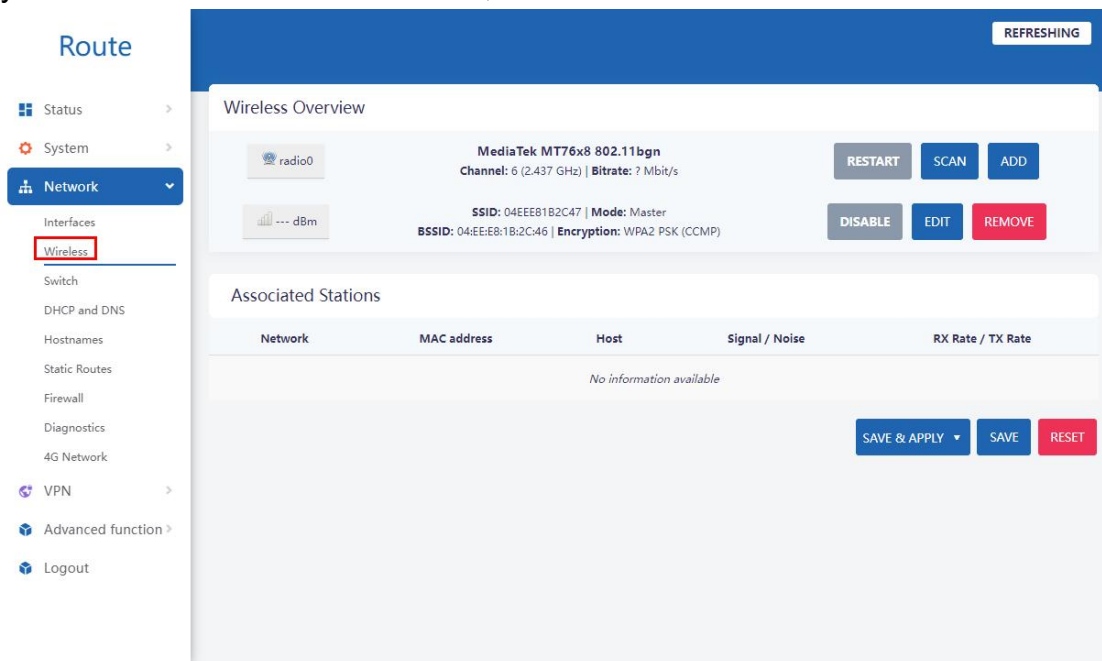 Route
REFRESHING
Status
System
Network
Interfaces
Wireless
Switch
DHCP and DNS
Hostnames
Static Routes
Firewall
Diagnostics
4G Network
VPN
Advanced function
Logout
Wireless Overview
radio0
MediaTek MT76x8 802.11bgn
Channel: 6 (2.437 GHz) | Bitrate: ? Mbit/s
RESTART SCAN ADD
--- dBm
SSID: 04EEE81B2C47 | Mode: Master
BSSID: 04:EE:E8:1B:2C:46 | Encryption: WPA2 PSK (CCMP)
DISABLE EDIT REMOVE
Associated Stations
Network MAC address Host Signal / Noise RX Rate / TX Rate
No information available
SAVE & APPLY SAVE RESET